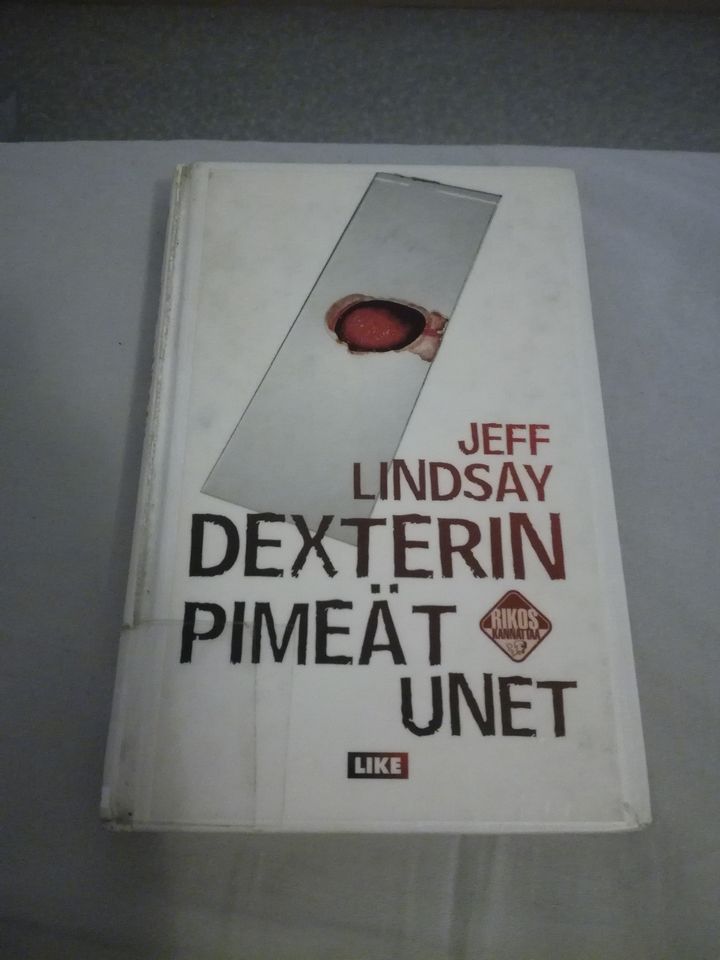 JEFF
LINDSAY
DEXTERIN
PIMEÄT
RIKOS
KANNATTAA
UNET
LIKE